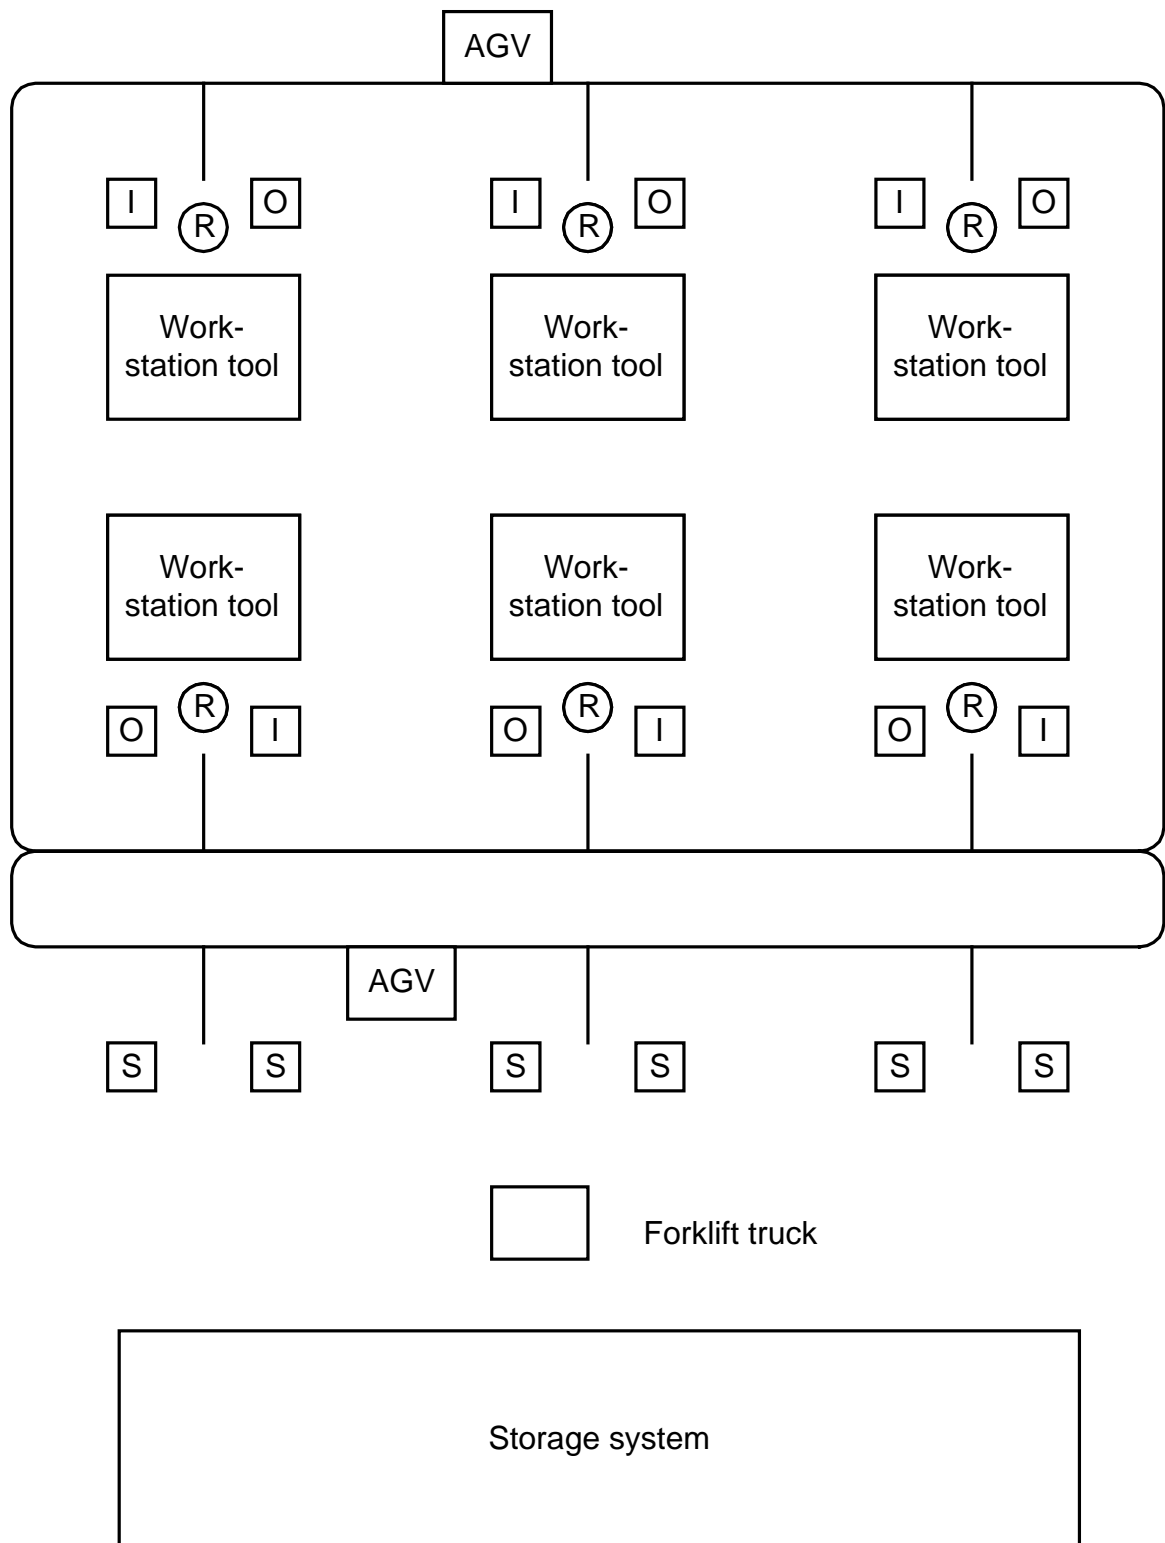 AGV
I O I O I O
R R R
Work-
station tool
Work-
station tool
Work-
station tool
Work-
station tool
Work-
station tool
Work-
station tool
R R R
O I O I O I
AGV
S S S S S S
Forklift truck
Storage system